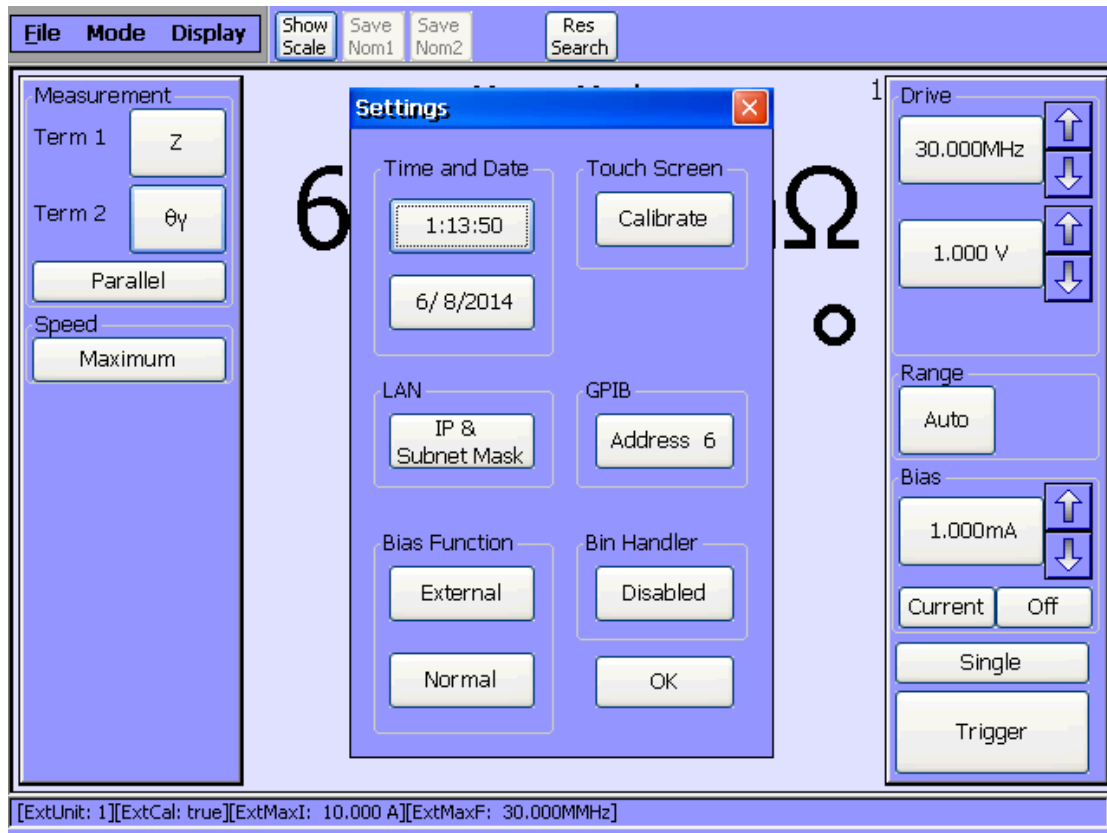 File Mode Display
Show Scale
Save Nom1
Save Nom2
Res Search
Measurement
Term 1
Z
Term 2
θγ
Parallel
Speed
Maximum
6
Ω
°
1
Settings
Time and Date
1:13:50
6/ 8/2014
Touch Screen
Calibrate
LAN
IP &
Subnet Mask
GPIB
Address 6
Bias Function
External
Normal
Bin Handler
Disabled
OK
Drive
30.000MHz
1.000 V
Range
Auto
Bias
1.000mA
Current
Off
Single
Trigger
[ExtUnit: 1][ExtCal: true][ExtMaxI: 10.000 A][ExtMaxF: 30.000MMHz]